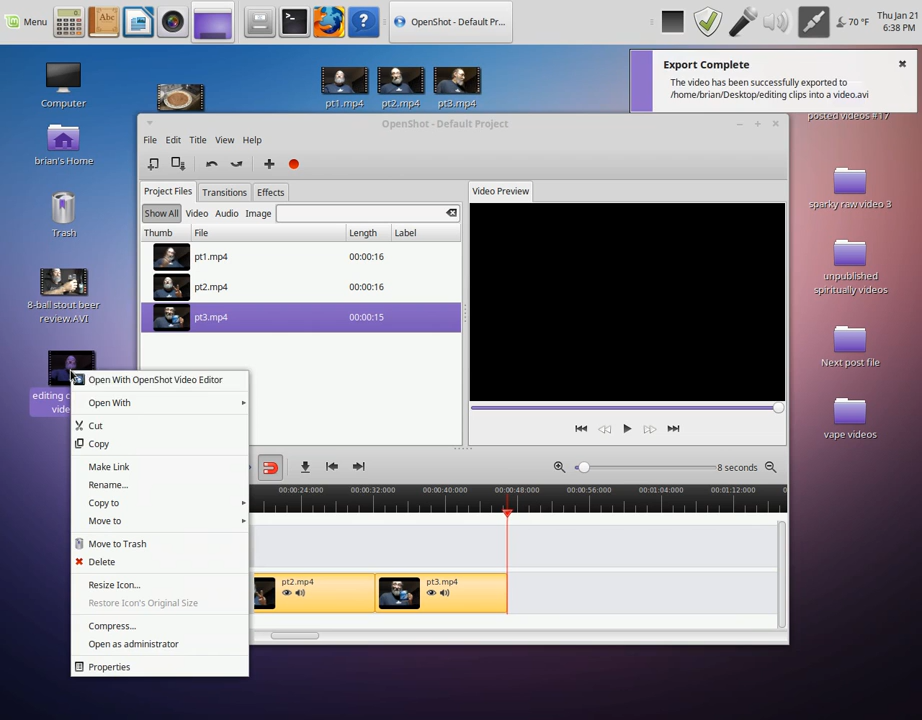 Menu
OpenShot - Default Pr...
70 °F
Thu Jan 21
6:38 PM
Export Complete
The video has been successfully exported to
/home/brian/Desktop/editing clips into a video.avi
Computer
pt1.mp4
pt2.mp4
pt3.mp4
posted videos #17
brian's Home
Trash
8-ball stout beer
review.AVI
editing c
vide
sparky raw video 3
unpublished
spiritually videos
Next post file
vape videos
OpenShot - Default Project
File Edit Title View Help
Project Files Transitions Effects
Show All Video Audio Image
Thumb File Length Label
pt1.mp4 00:00:16
pt2.mp4 00:00:16
pt3.mp4 00:00:15
Video Preview
8 seconds
00:00:24:000 00:00:32:000 00:00:40:000 00:00:48:000 00:00:56:000 00:01:04:000 00:01:12:000 0
pt2.mp4
pt3.mp4
Open With OpenShot Video Editor
Open With
Cut
Copy
Make Link
Rename...
Copy to
Move to
Move to Trash
Delete
Resize Icon...
Restore Icon's Original Size
Compress...
Open as administrator
Properties